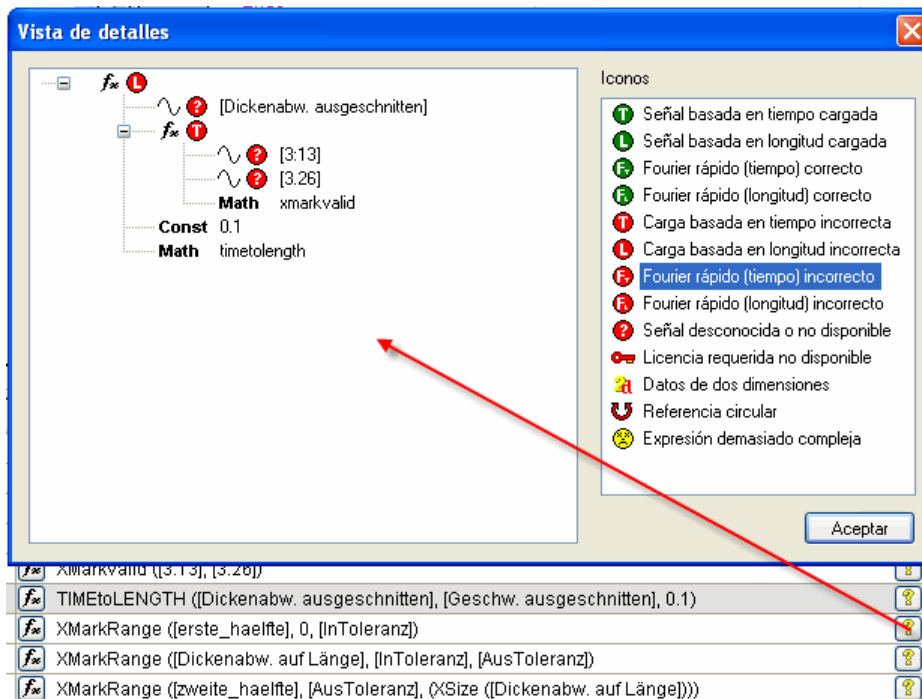 Vista de detalles
L
? [Dickenabw. ausgeschnitten]
T
? [3:13]
? [3.26]
Math xmarkvalid
Const 0.1
Math timetolength
Iconos
T Señal basada en tiempo cargada
L Señal basada en longitud cargada
Fourier rápido (tiempo) correcto
Fourier rápido (longitud) correcto
T Carga basada en tiempo incorrecta
L Carga basada en longitud incorrecta
Fourier rápido (tiempo) incorrecto
Fourier rápido (longitud) incorrecto
? Señal desconocida o no disponible
Licencia requerida no disponible
Datos de dos dimensiones
Referencia circular
Expresión demasiado compleja
Aceptar
XMarkValid ([3.13], [3.26])
TIMEtoLENGTH ([Dickenabw. ausgeschnitten], [Geschw. ausgeschnitten], 0.1)
XMarkRange ([erste_haelfte], 0, [InToleranz])
XMarkRange ([Dickenabw. auf Länge], [InToleranz], [AusToleranz])
XMarkRange ([zweite_haelfte], [AusToleranz], (XSize ([Dickenabw. auf Länge])))